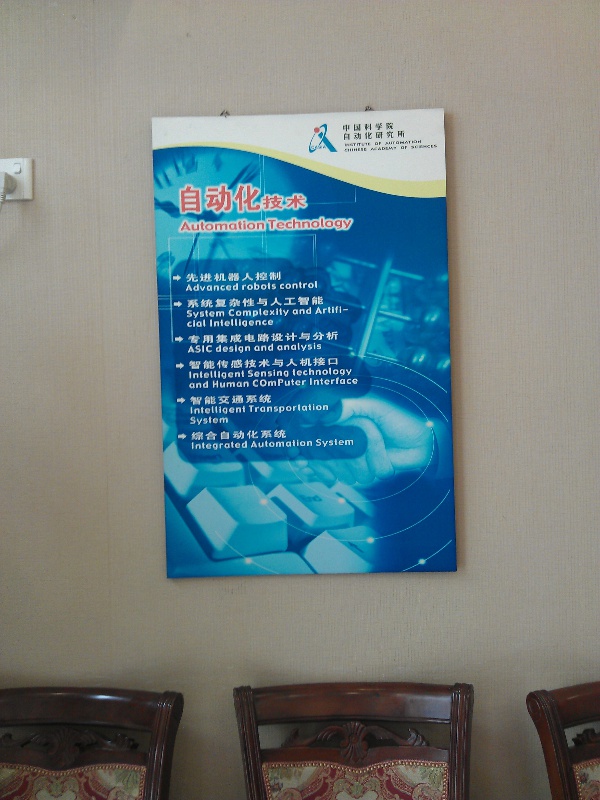 中国科学院
自动化研究所
INSTITUTE OF AUTOMATION
CHINESE ACADEMY OF SCIENCES
自动化技术
Automation Technology
先进机器人控制
Advanced robots control
系统复杂性与人工智能
System Complexity and Artifi-
cial Intelligence
专用集成电路设计与分析
ASIC design and analysis
智能传感技术与人机接口
Intelligent Sensing technology
and Human COmPuter Interface
智能交通系统
Intelligent Transportation
System
综合自动化系统
Integrated Automation System